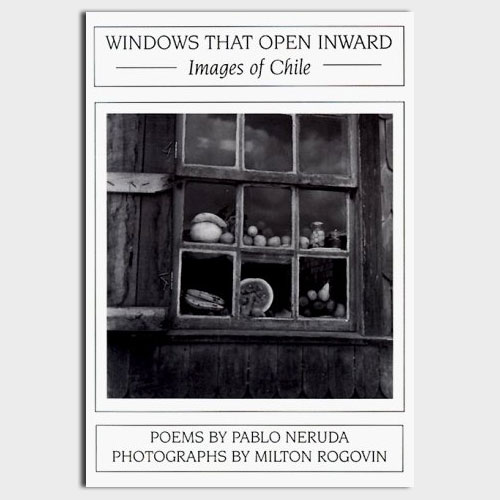 WINDOWS THAT OPEN INWARD
Images of Chile
POEMS BY PABLO NERUDA
PHOTOGRAPHS BY MILTON ROGOVIN